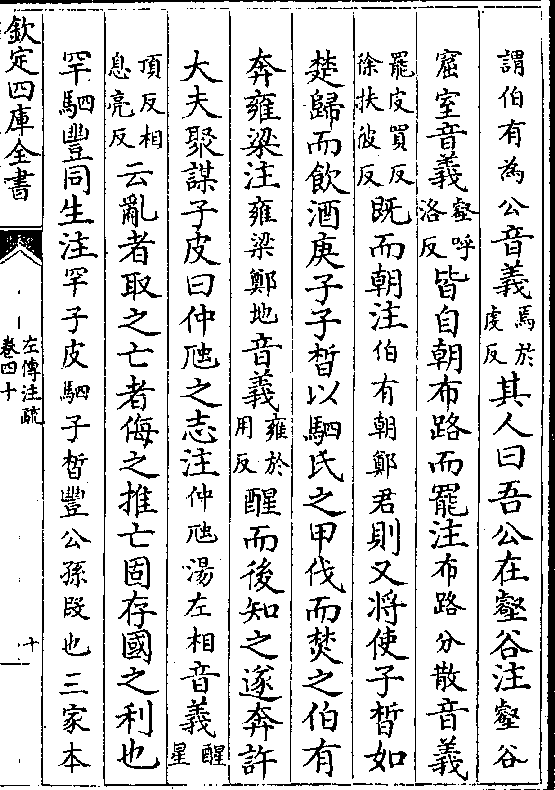 謂伯有為公音義焉於虔反其人曰吾公在壑谷注壑谷
窟室音義壑呼洛反皆自朝布路而罷注布路分散音義
罷皮買反徐扶彼反既而朝注伯有朝鄭君則又將使子晳如
楚歸而飲酒庚子子晳以駟氏之甲伐而焚之伯有
奔雍梁注雍梁鄭地音義雍於用反醒而後知之遂奔許
大夫聚謀子皮曰仲虺之志注仲虺湯左相音義醒星
頂反相息亮反云亂者取之亡者侮之推亡固存國之利也
罕駟豐同生注罕子皮駟子晳豐公孫段也三家本
欽定四庫全書
左傳注疏
卷四十
十